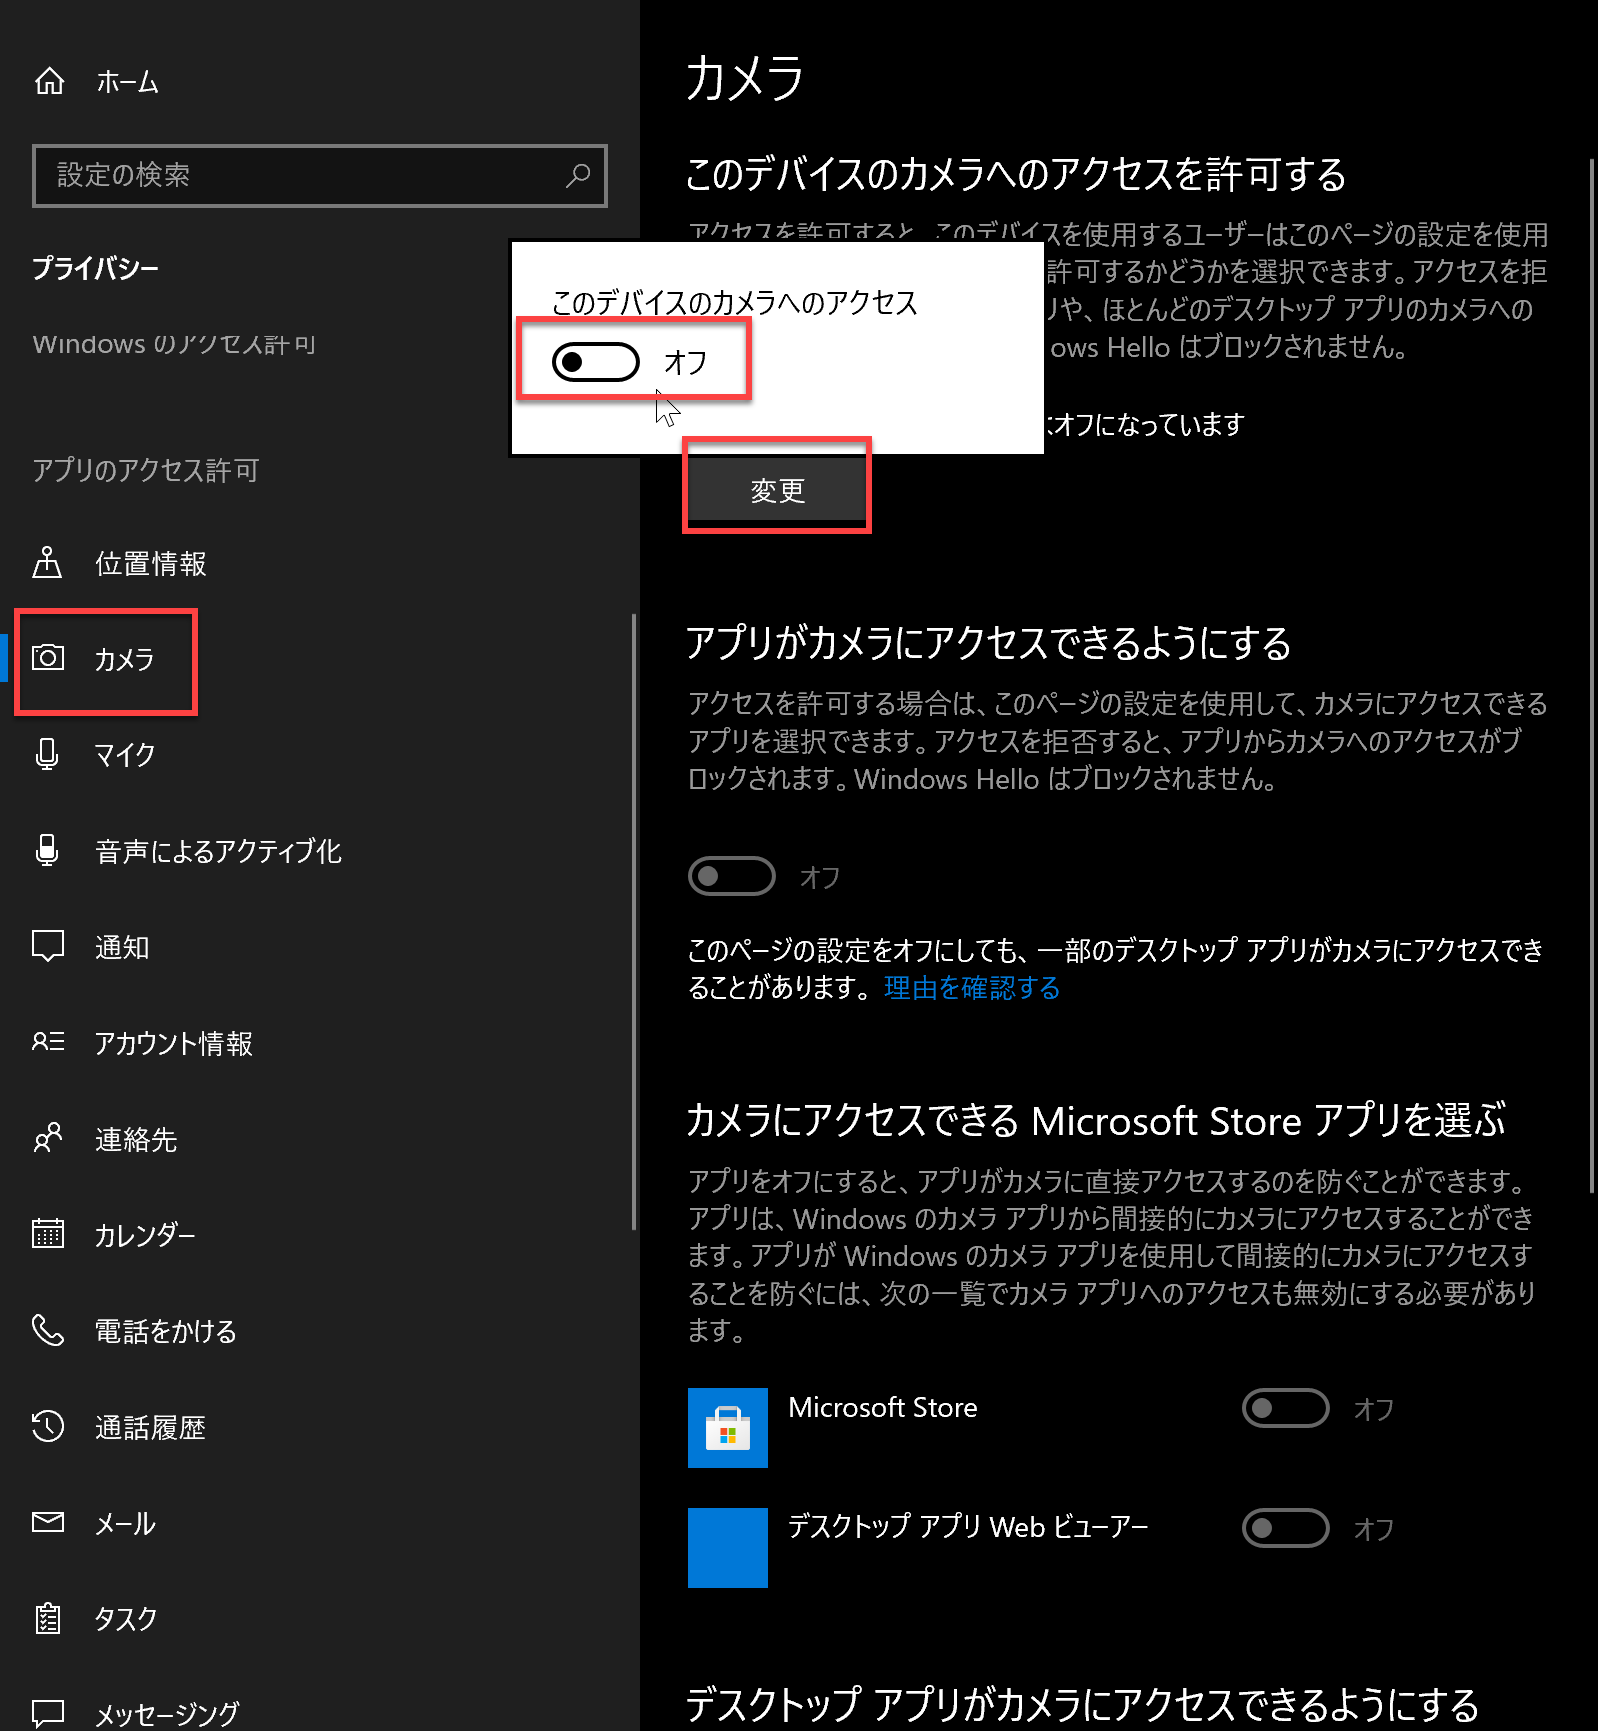 ホーム
設定の検索
プライバシー
Windows のアクセス許可
アプリのアクセス許可
位置情報
カメラ
マイク
音声によるアクティブ化
通知
アカウント情報
連絡先
カレンダー
電話をかける
通話履歴
メール
タスク
メッセージング
カメラ
このデバイスのカメラへのアクセスを許可する
アクセスを許可すると、このデバイスを使用するユーザーはこのページの設定を使用
許可するかどうかを選択できます。アクセスを拒
リや、ほとんどのデスクトップ アプリのカメラへの
ows Hello はブロックされません。
このデバイスのカメラへのアクセス
オフ
オフになっています
変更
アプリがカメラにアクセスできるようにする
アクセスを許可する場合は、このページの設定を使用して、カメラにアクセスできる
アプリを選択できます。アクセスを拒否すると、アプリからカメラへのアクセスがブ
ロックされます。Windows Hello はブロックされません。
オフ
このページの設定をオフにしても、一部のデスクトップ アプリがカメラにアクセスでき
ることがあります。 理由を確認する
カメラにアクセスできる Microsoft Store アプリを選ぶ
アプリをオフにすると、アプリがカメラに直接アクセスするのを防ぐことができます。
アプリは、Windows のカメラ アプリから間接的にカメラにアクセスすることができ
ます。アプリが Windows のカメラ アプリを使用して間接的にカメラにアクセスす
ることを防ぐには、次の一覧でカメラ アプリへのアクセスも無効にする必要があり
ます。
Microsoft Store オフ
デスクトップ アプリ Web ビューアー オフ
デスクトップ アプリがカメラにアクセスできるようにする